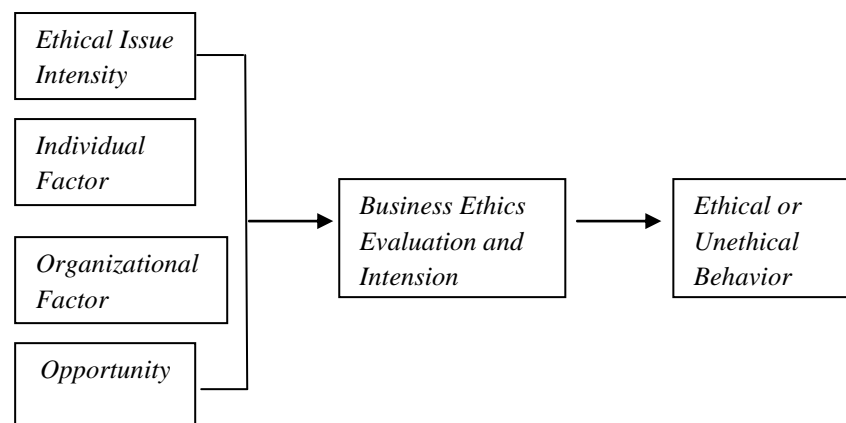 Ethical Issue
Intensity
Individual
Factor
Organizational
Factor
Opportunity
Business Ethics
Evaluation and
Intension
Ethical or
Unethical
Behavior